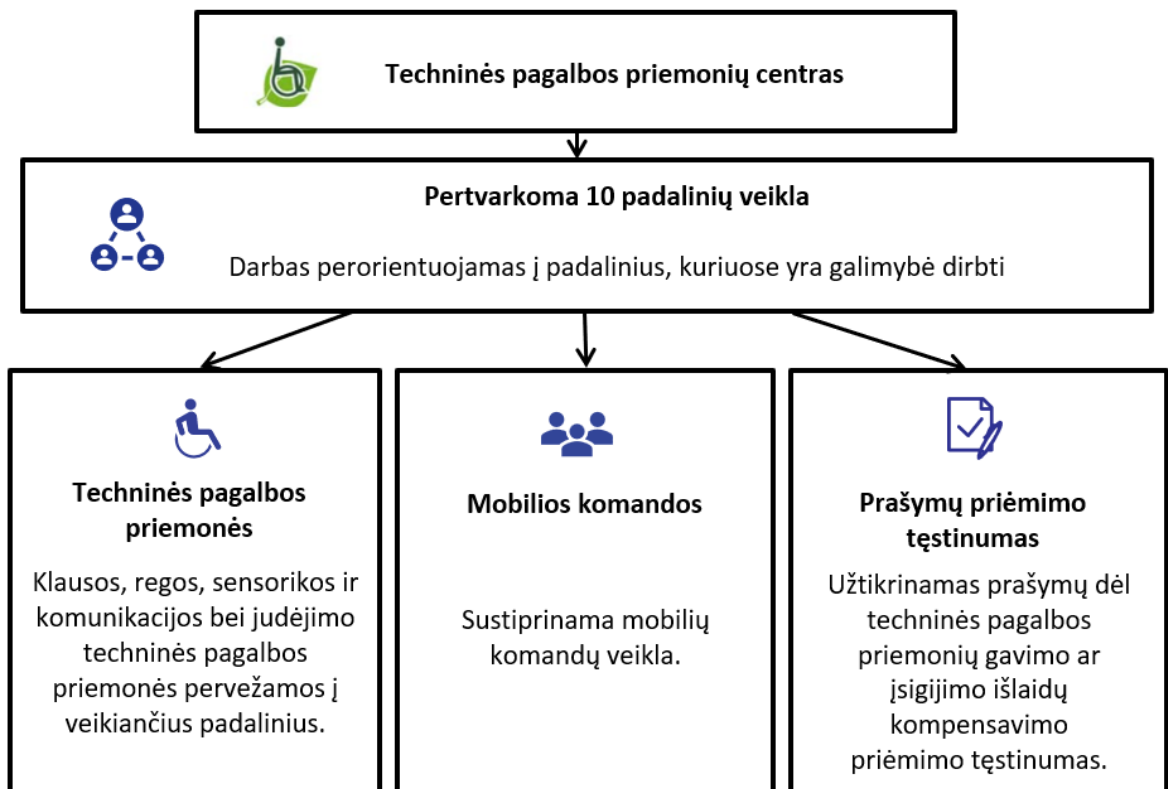 Techninės pagalbos priemonių centras
Pertvarkoma 10 padalinių veikla
Darbas perorientuojamas į padalinius, kuriuose yra galimybė dirbti
Techninės pagalbos
priemonės
Klausos, regos, sensorikos ir
komunikacijos bei judėjimo
techninės pagalbos
priemonės pervežamos į
veikiančius padalinius.
Mobilios komandos
Sustiprinama mobilių
komandų veikla.
Prašymų priėmimo
tęstinumas
Užtikrinamas prašymų dėl
techninės pagalbos
priemonių gavimo ar
įsigijimo išlaidų
kompensavimo
priėmimo tęstinumas.